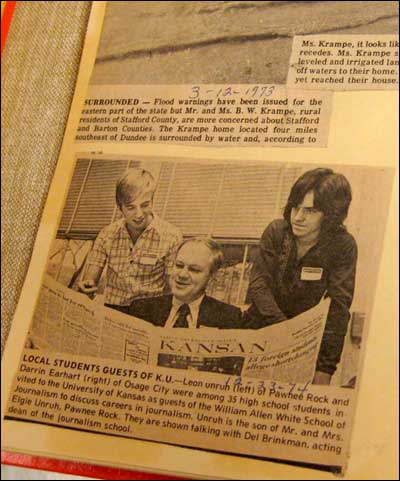 Ms. Krampe, it looks lik
recedes. Ms. Krampe s
leveled and irrigated lan
off waters to their home.
yet reached their house.
3-12-1973
SURROUNDED — Flood warnings have been issued for the
eastern part of the state but Mr. and Ms. B. W. Krampe, rural
residents of Stafford County, are more concerned about Stafford
and Barton Counties. The Krampe home located four miles
southeast of Dundee is surrounded by water and, according to
KANSAN
13 foreign
LOCAL STUDENTS GUESTS OF K.U.—Leon unruh (left) of Pawnee Rock and
Darrin Earhart (right) of Osage City were among 35 high school students in-
vited to the University of Kansas as guests of the William Allen White School of
Journalism to discuss careers in journalism. Unruh is the son of Mr. and Mrs.
Elgie Unruh, Pawnee Rock. They are shown talking with Del Brinkman, acting
dean of the journalism school.